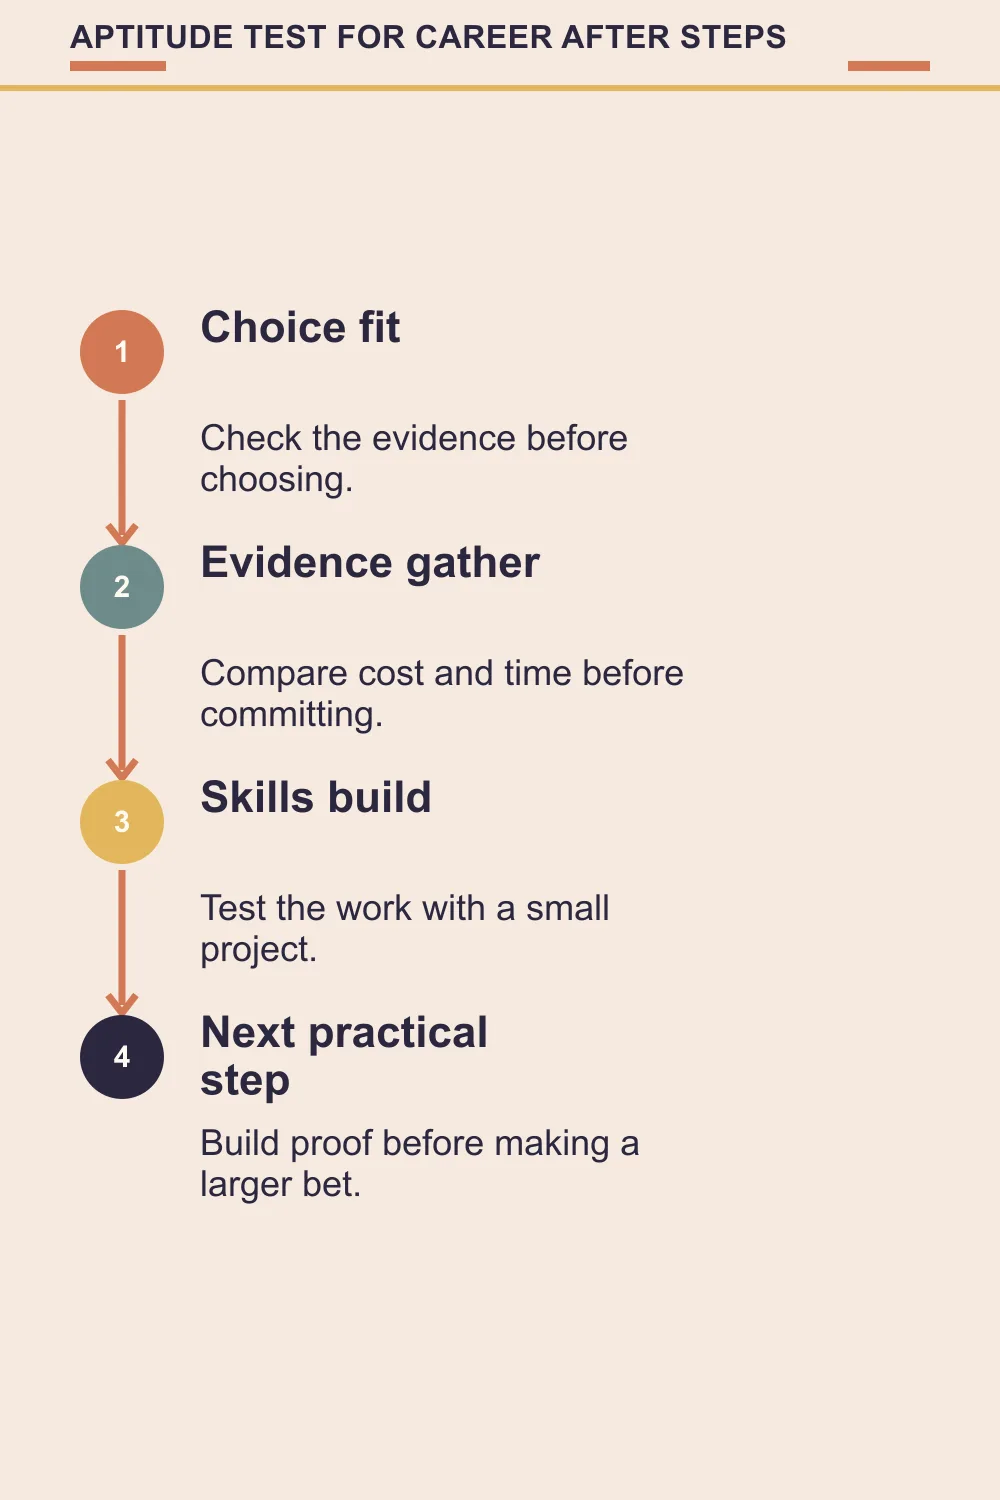 APTITUDE TEST FOR CAREER AFTER STEPS
1
Choice fit
Check the evidence before
choosing.
2
Evidence gather
Compare cost and time before
committing.
3
Skills build
Test the work with a small
project.
4
Next practical
step
Build proof before making a
larger bet.